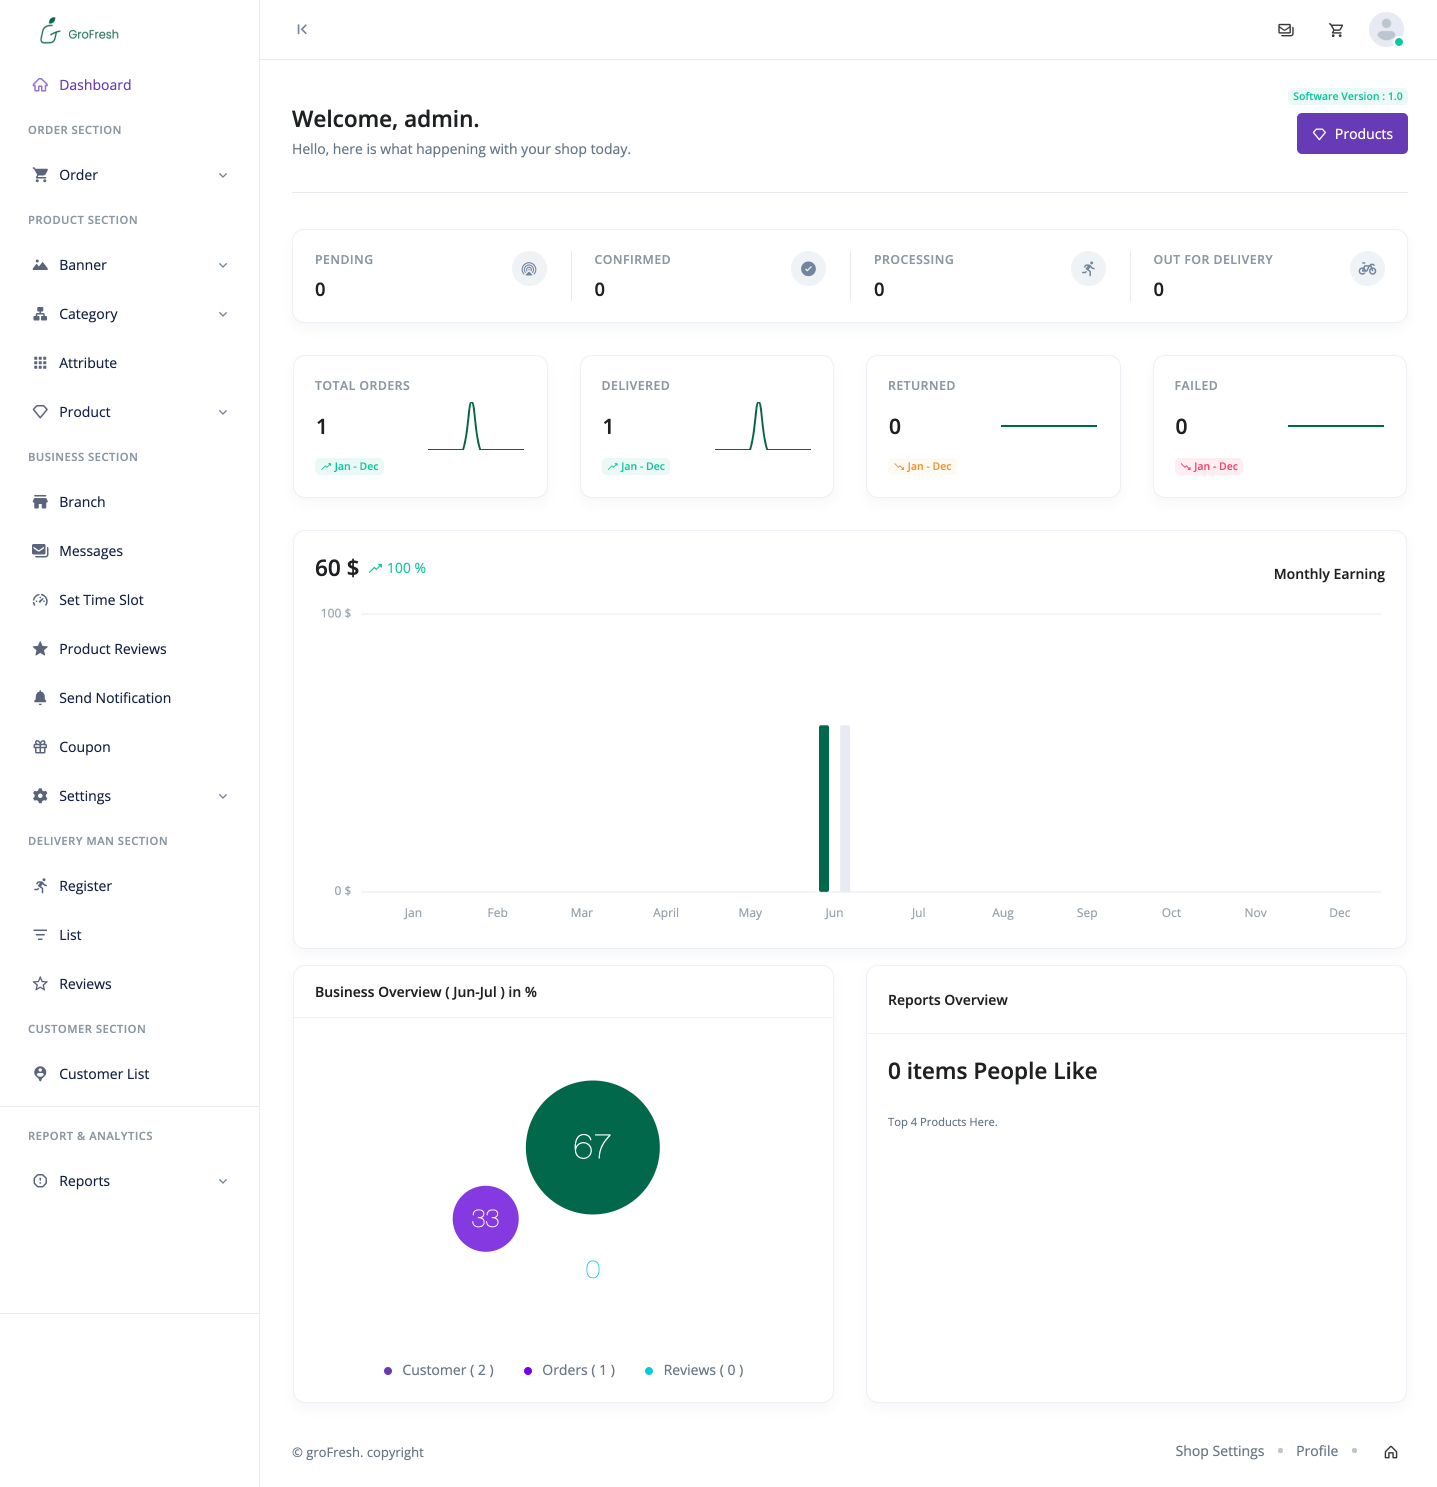 GroFresh
Dashboard
ORDER SECTION
Order
PRODUCT SECTION
Banner
Category
Attribute
Product
BUSINESS SECTION
Branch
Messages
Set Time Slot
Product Reviews
Send Notification
Coupon
Settings
DELIVERY MAN SECTION
Register
List
Reviews
CUSTOMER SECTION
Customer List
REPORT & ANALYTICS
Reports
Software Version : 1.0
Welcome, admin.
Hello, here is what happening with your shop today.
Products
PENDING
0
CONFIRMED
0
PROCESSING
0
OUT FOR DELIVERY
0
TOTAL ORDERS
1
Jan - Dec
DELIVERED
1
Jan - Dec
RETURNED
0
Jan - Dec
FAILED
0
Jan - Dec
60 $ 100 %
Monthly Earning
100 $
0 $
Jan Feb Mar April May Jun Jul Aug Sep Oct Nov Dec
Business Overview ( Jun-Jul ) in %
67
33
0
Customer ( 2 ) Orders ( 1 ) Reviews ( 0 )
Reports Overview
0 items People Like
Top 4 Products Here.
© groFresh. copyright
Shop Settings • Profile •